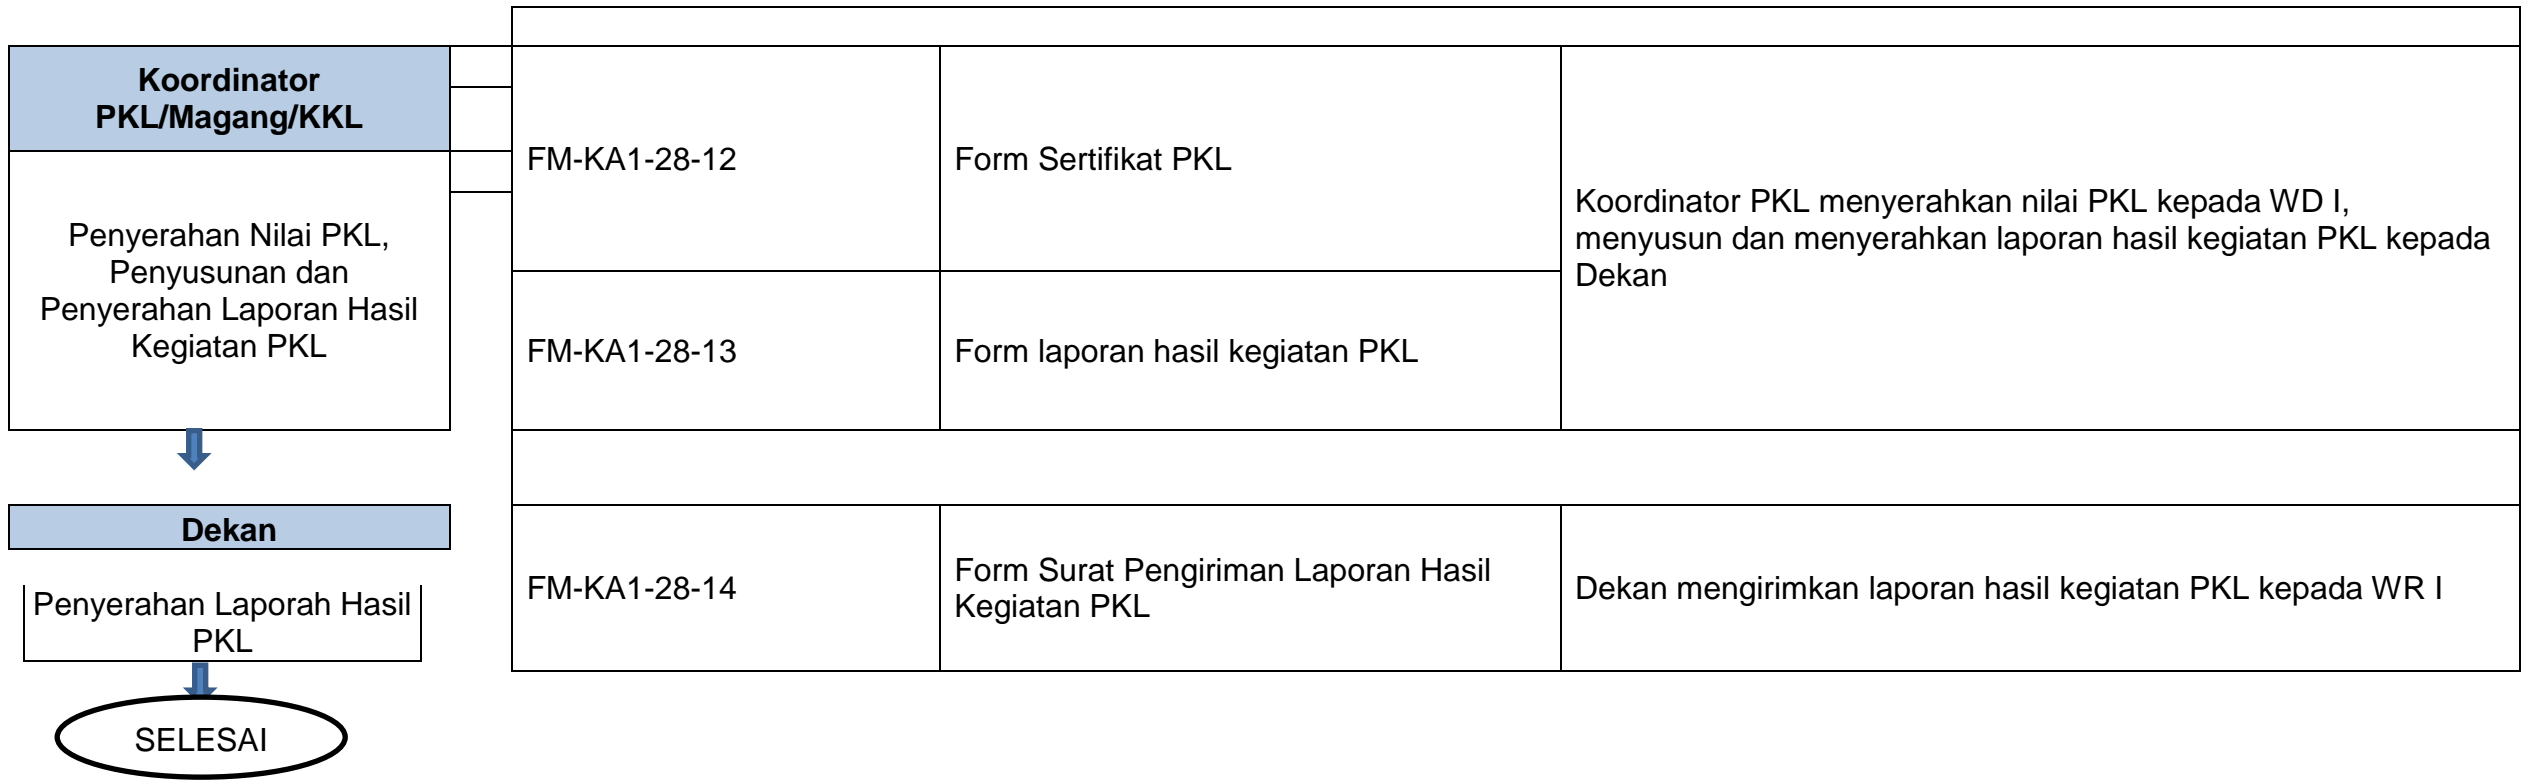 Koordinator
PKL/Magang/KKL
Penyerahan Nilai PKL,
Penyusunan dan
Penyerahan Laporan Hasil
Kegiatan PKL
FM-KA1-28-12
Form Sertifikat PKL
Koordinator PKL menyerahkan nilai PKL kepada WD I,
menyusun dan menyerahkan laporan hasil kegiatan PKL kepada
Dekan
FM-KA1-28-13
Form laporan hasil kegiatan PKL
Dekan
Penyerahan Laporah Hasil
PKL
FM-KA1-28-14
Form Surat Pengiriman Laporan Hasil
Kegiatan PKL
Dekan mengirimkan laporan hasil kegiatan PKL kepada WR I
SELESAI